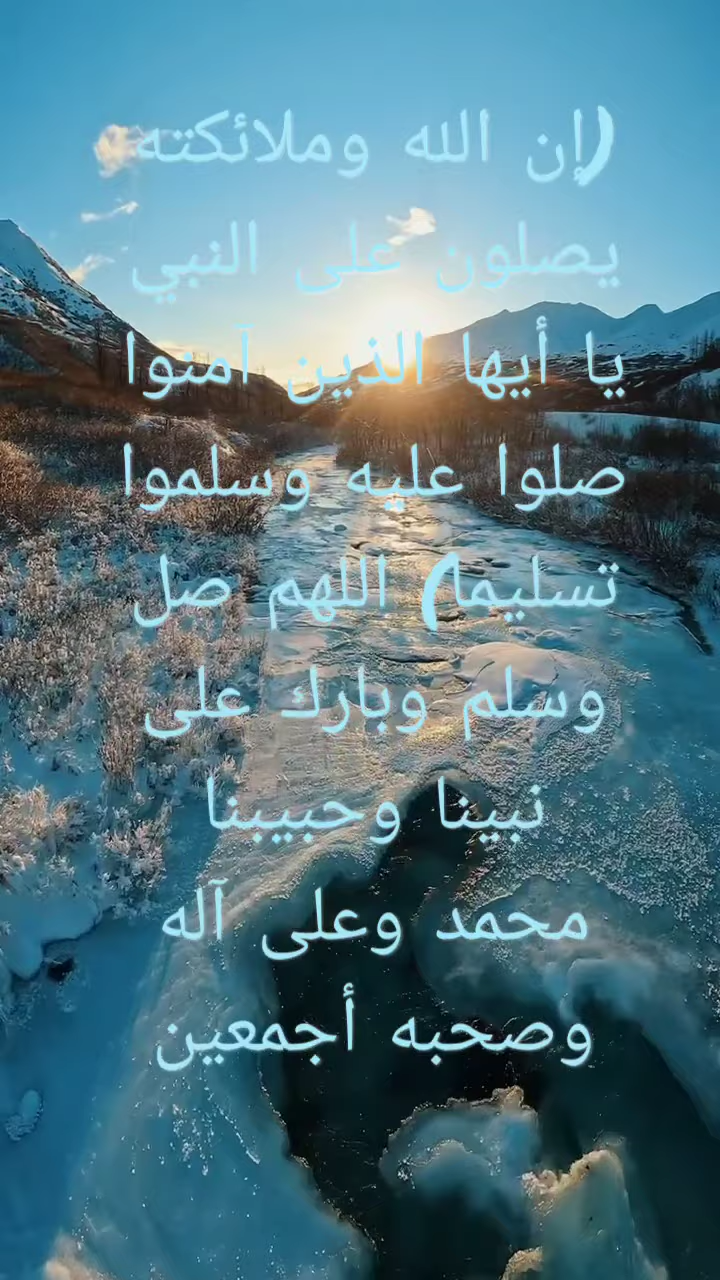 (إن الله وملائكته
يصلون على النبي
يا أيها الذين آمنوا
صلوا عليه وسلموا
تسليما) اللهم صل
وسلم وبارك على
نبينا وحبيبنا
محمد وعلى آله
وصحبه أجمعين